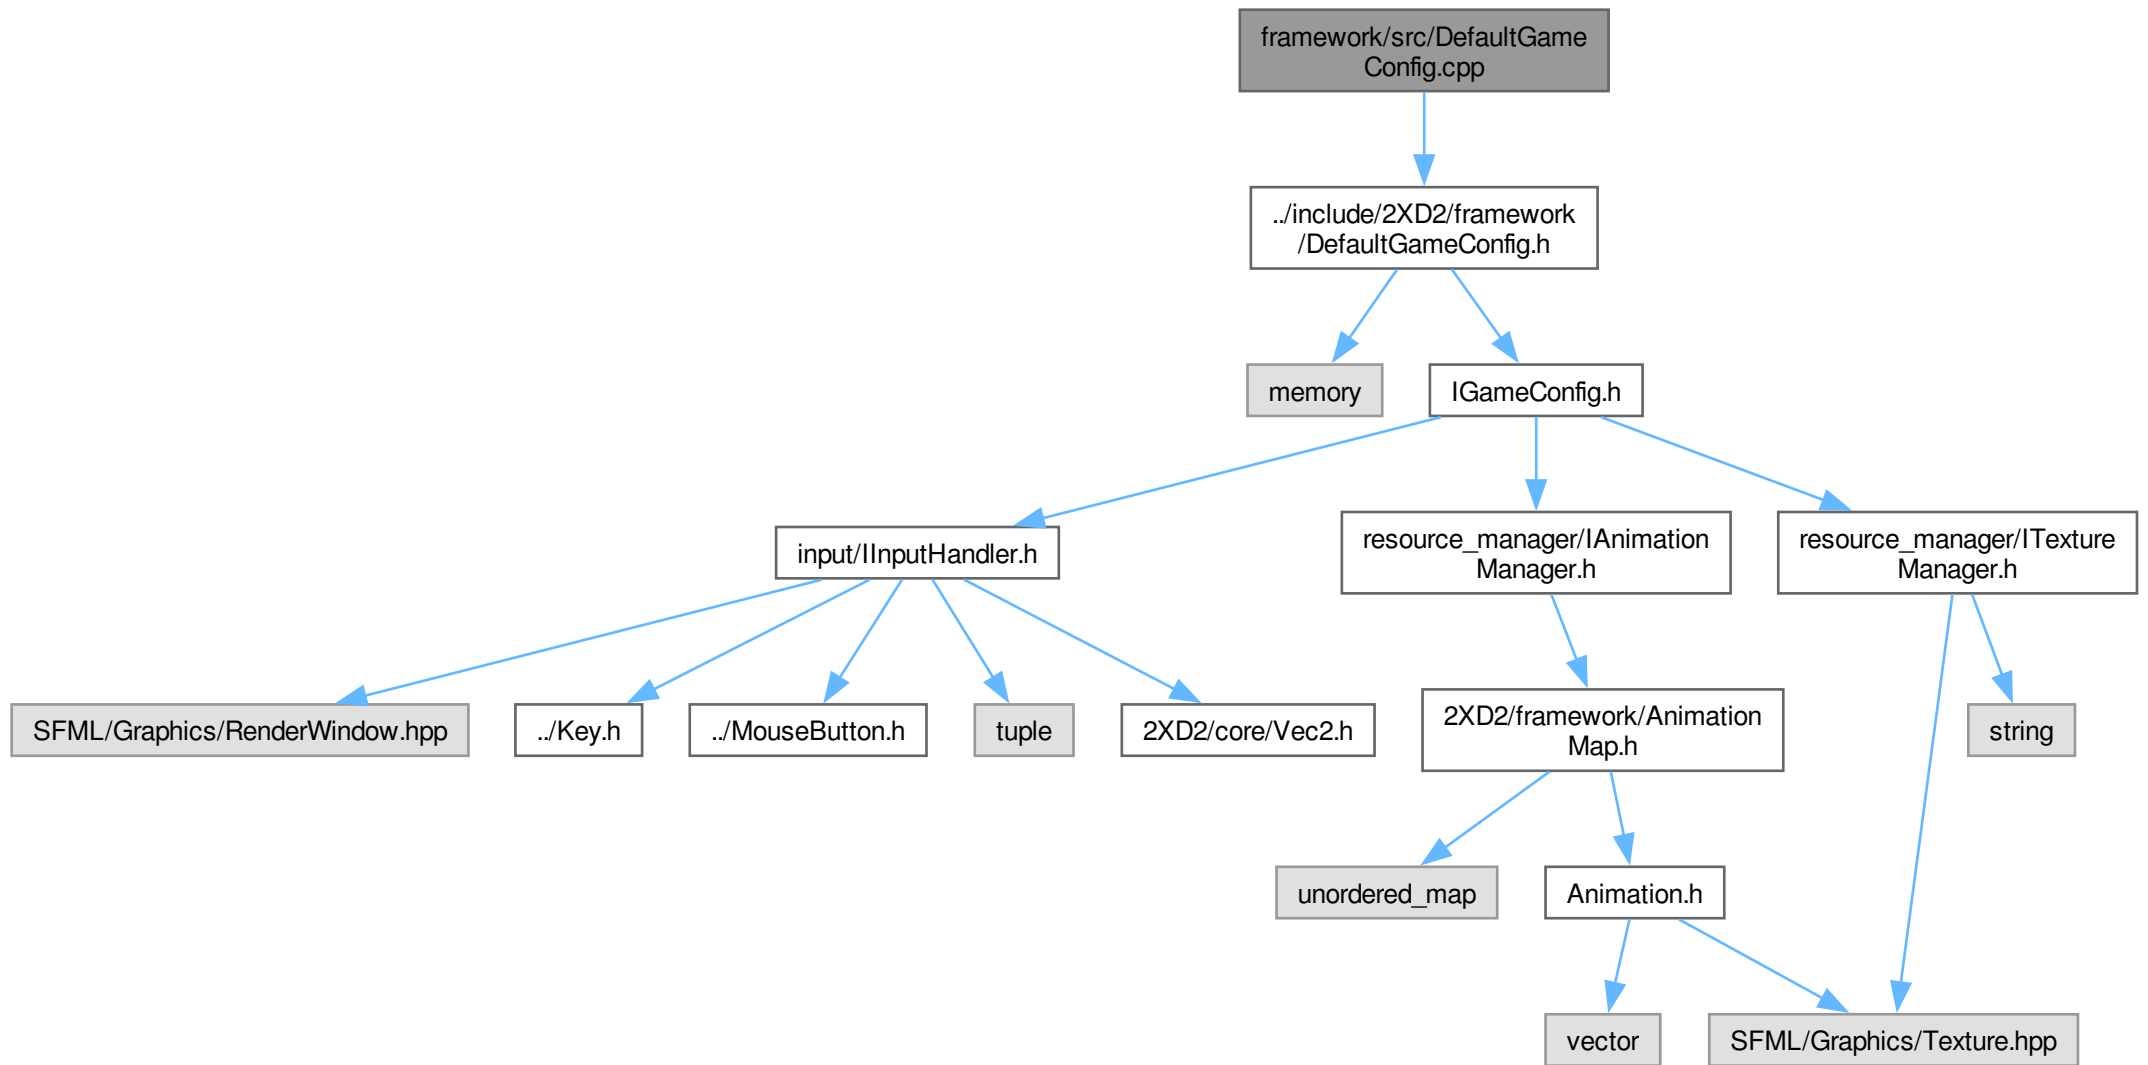 framework/src/DefaultGame
Config.cpp
../include/2XD2/framework
/DefaultGameConfig.h
memory
IGameConfig.h
input/IInputHandler.h
resource_manager/IAnimation
Manager.h
resource_manager/ITexture
Manager.h
SFML/Graphics/RenderWindow.hpp
../Key.h
../MouseButton.h
tuple
2XD2/core/Vec2.h
2XD2/framework/Animation
Map.h
string
unordered_map
Animation.h
vector
SFML/Graphics/Texture.hpp